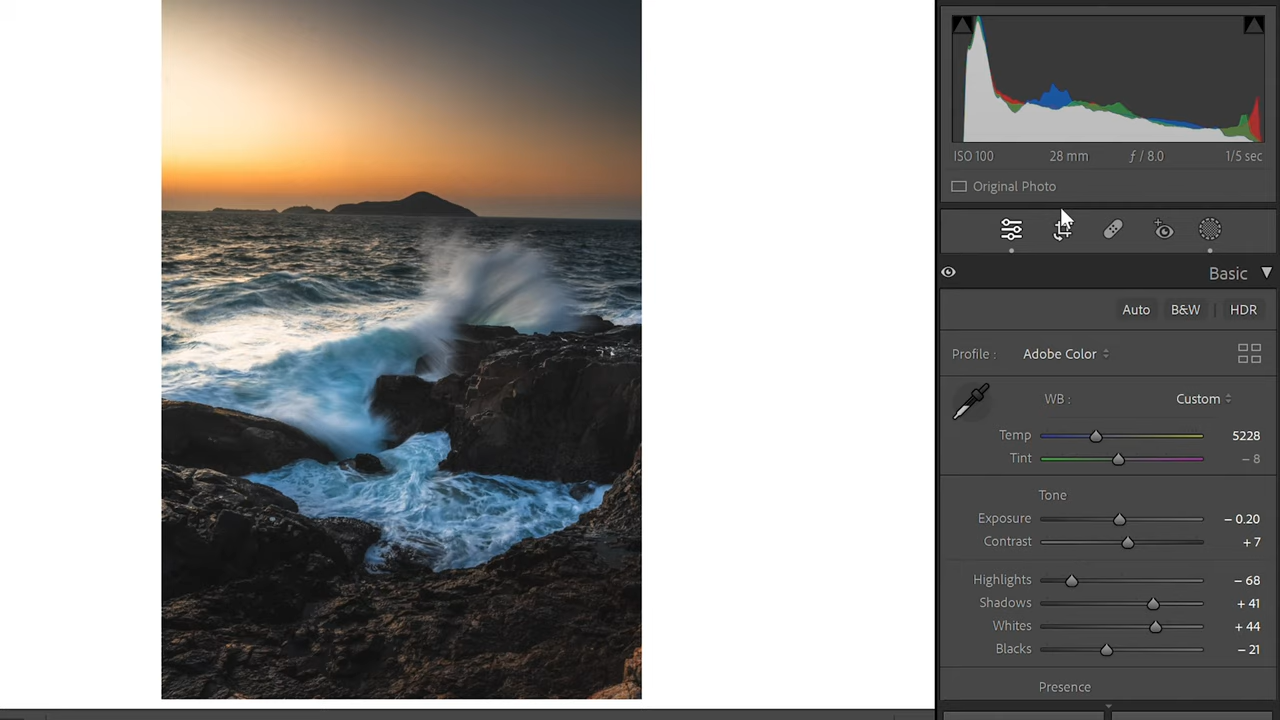 ISO 100 28 mm ƒ / 8.0 1/5 sec
Original Photo
Basic
Auto B&W | HDR
Profile : Adobe Color
WB : Custom
Temp 5228
Tint – 8
Tone
Exposure – 0.20
Contrast + 7
Highlights – 68
Shadows + 41
Whites + 44
Blacks – 21
Presence